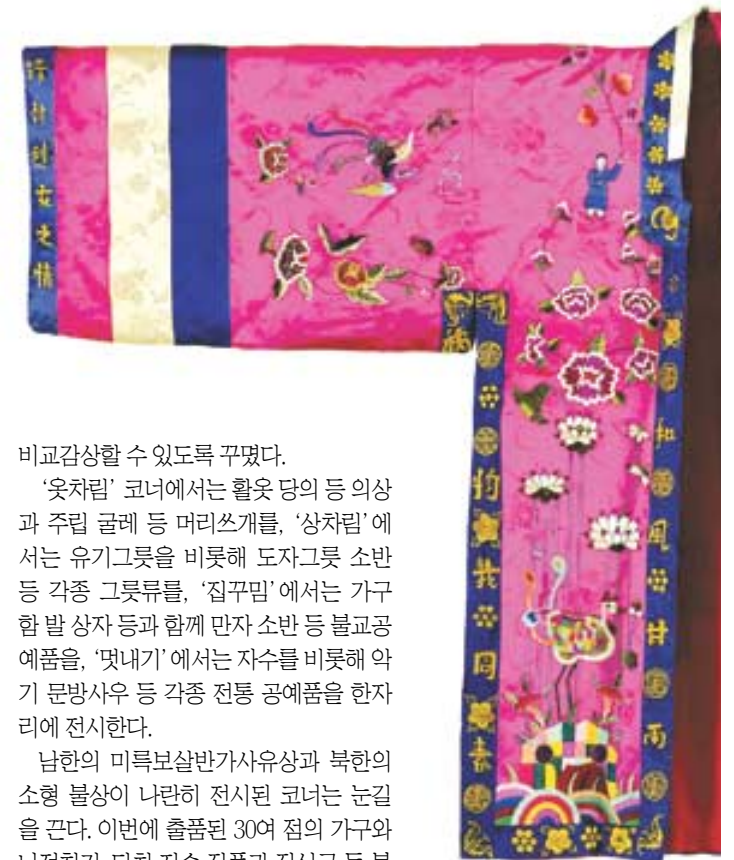 비교감상할 수 있도록 꾸몄다.
‘옷차림’ 코너에서는 활옷 당의 등 의상
과 주립 굴레 등 머리쓰개를, ‘상차림’에
서는 유기그릇을 비롯해 도자그릇 소반
등 각종 그릇류를, ‘집꾸밈’에서는 가구
함 발 상자 등과 함께 만자 소반 등 불교공
예품을, ‘멋내기’에서는 자수를 비롯해 악
기 문방사우 등 각종 전통 공예품을 한자
리에 전시한다.
남한의 미륵보살반가사유상과 북한의
소형 불상이 나란히 전시된 코너는 눈길
을 끈다. 이번에 출품된 30여 점의 가구와
女之情
和風甘雨